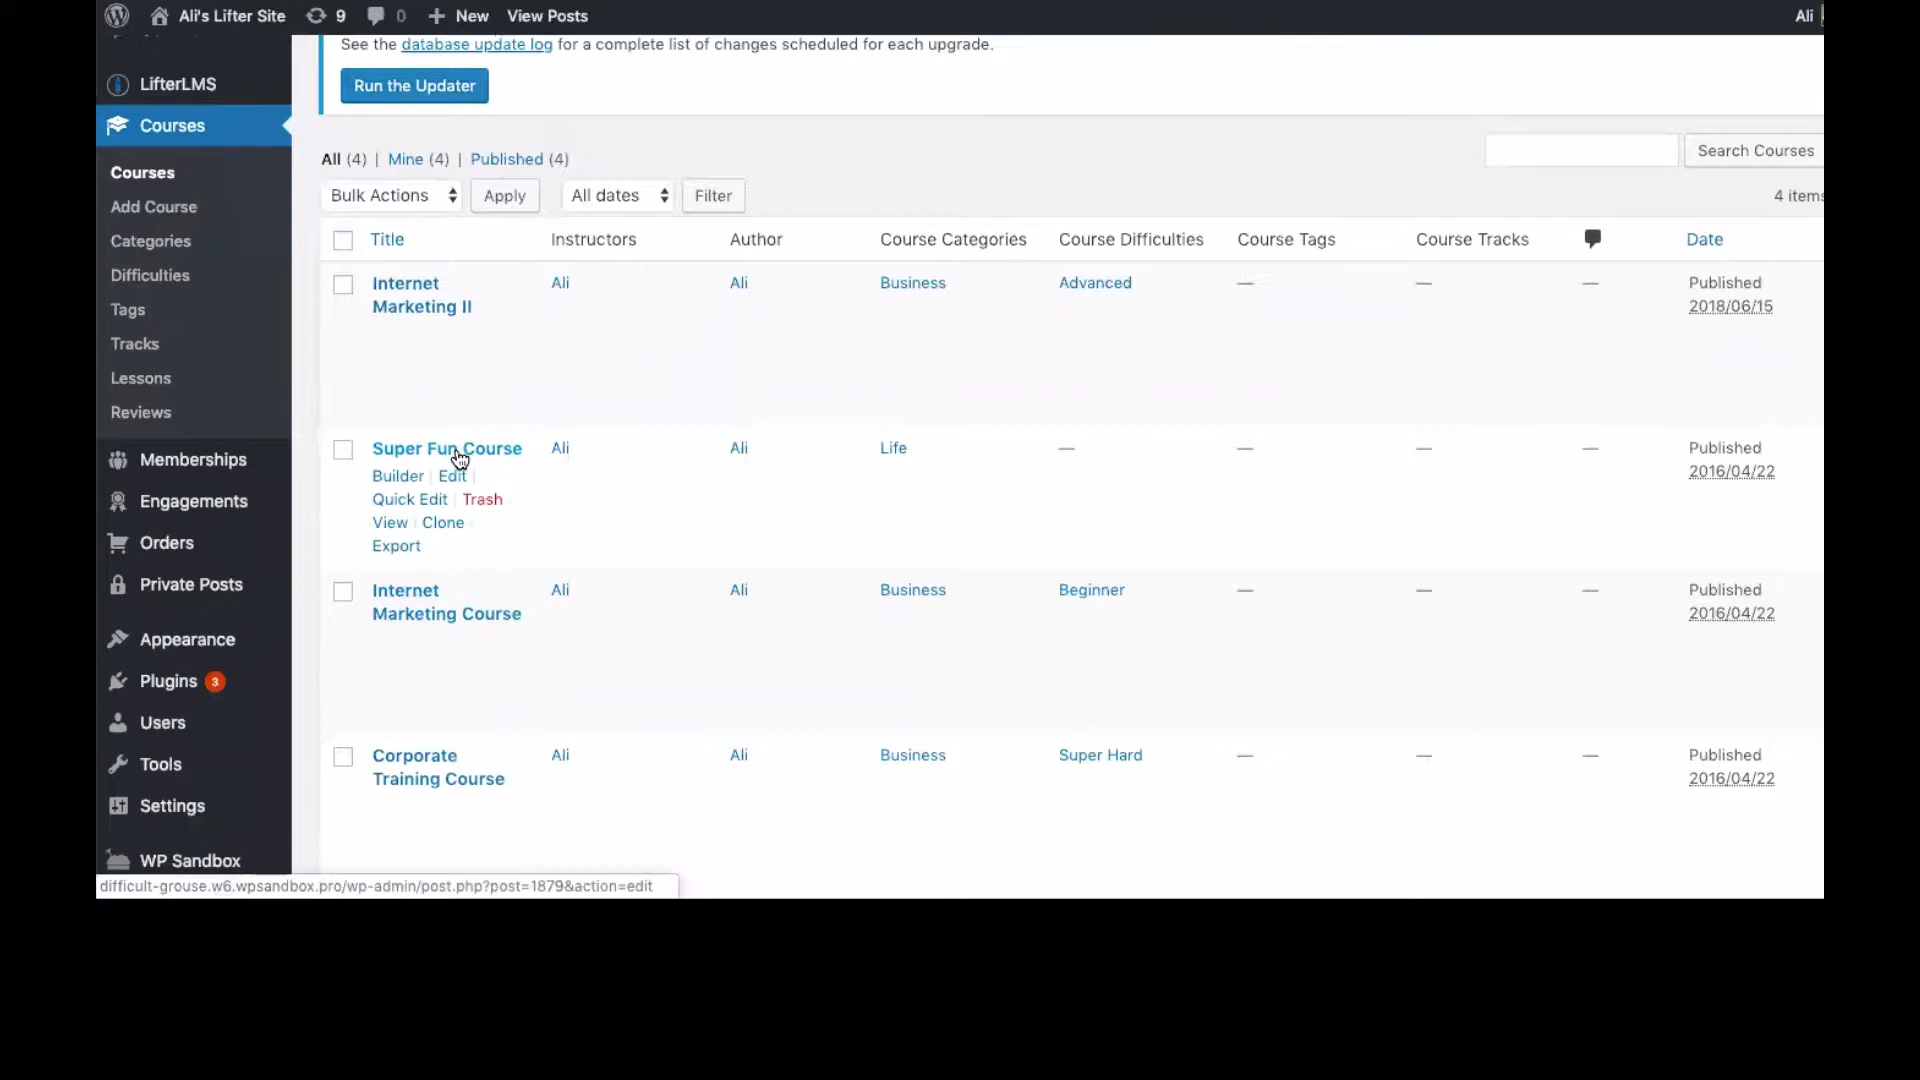 Ali's Lifter Site 9 0 New View Posts Ali
See the database update log for a complete list of changes scheduled for each upgrade.
Run the Updater
LifterLMS
Courses
Courses
Add Course
Categories
Difficulties
Tags
Tracks
Lessons
Reviews
Memberships
Engagements
Orders
Private Posts
Appearance
Plugins 3
Users
Tools
Settings
WP Sandbox
All (4) | Mine (4) | Published (4)
Search Courses
Bulk Actions Apply All dates Filter
4 items
Title Instructors Author Course Categories Course Difficulties Course Tags Course Tracks Date
Internet Ali Ali Business Advanced — — — Published
Marketing II 2018/06/15
Super Fun Course Ali Ali Life — — — — Published
2016/04/22
Builder | Edit |
Quick Edit | Trash
View | Clone |
Export
Internet Ali Ali Business Beginner — — — Published
Marketing Course 2016/04/22
Corporate Ali Ali Business Super Hard — — — Published
Training Course 2016/04/22
difficult-grouse.w6.wpsandbox.pro/wp-admin/post.php?post=1879&action=edit